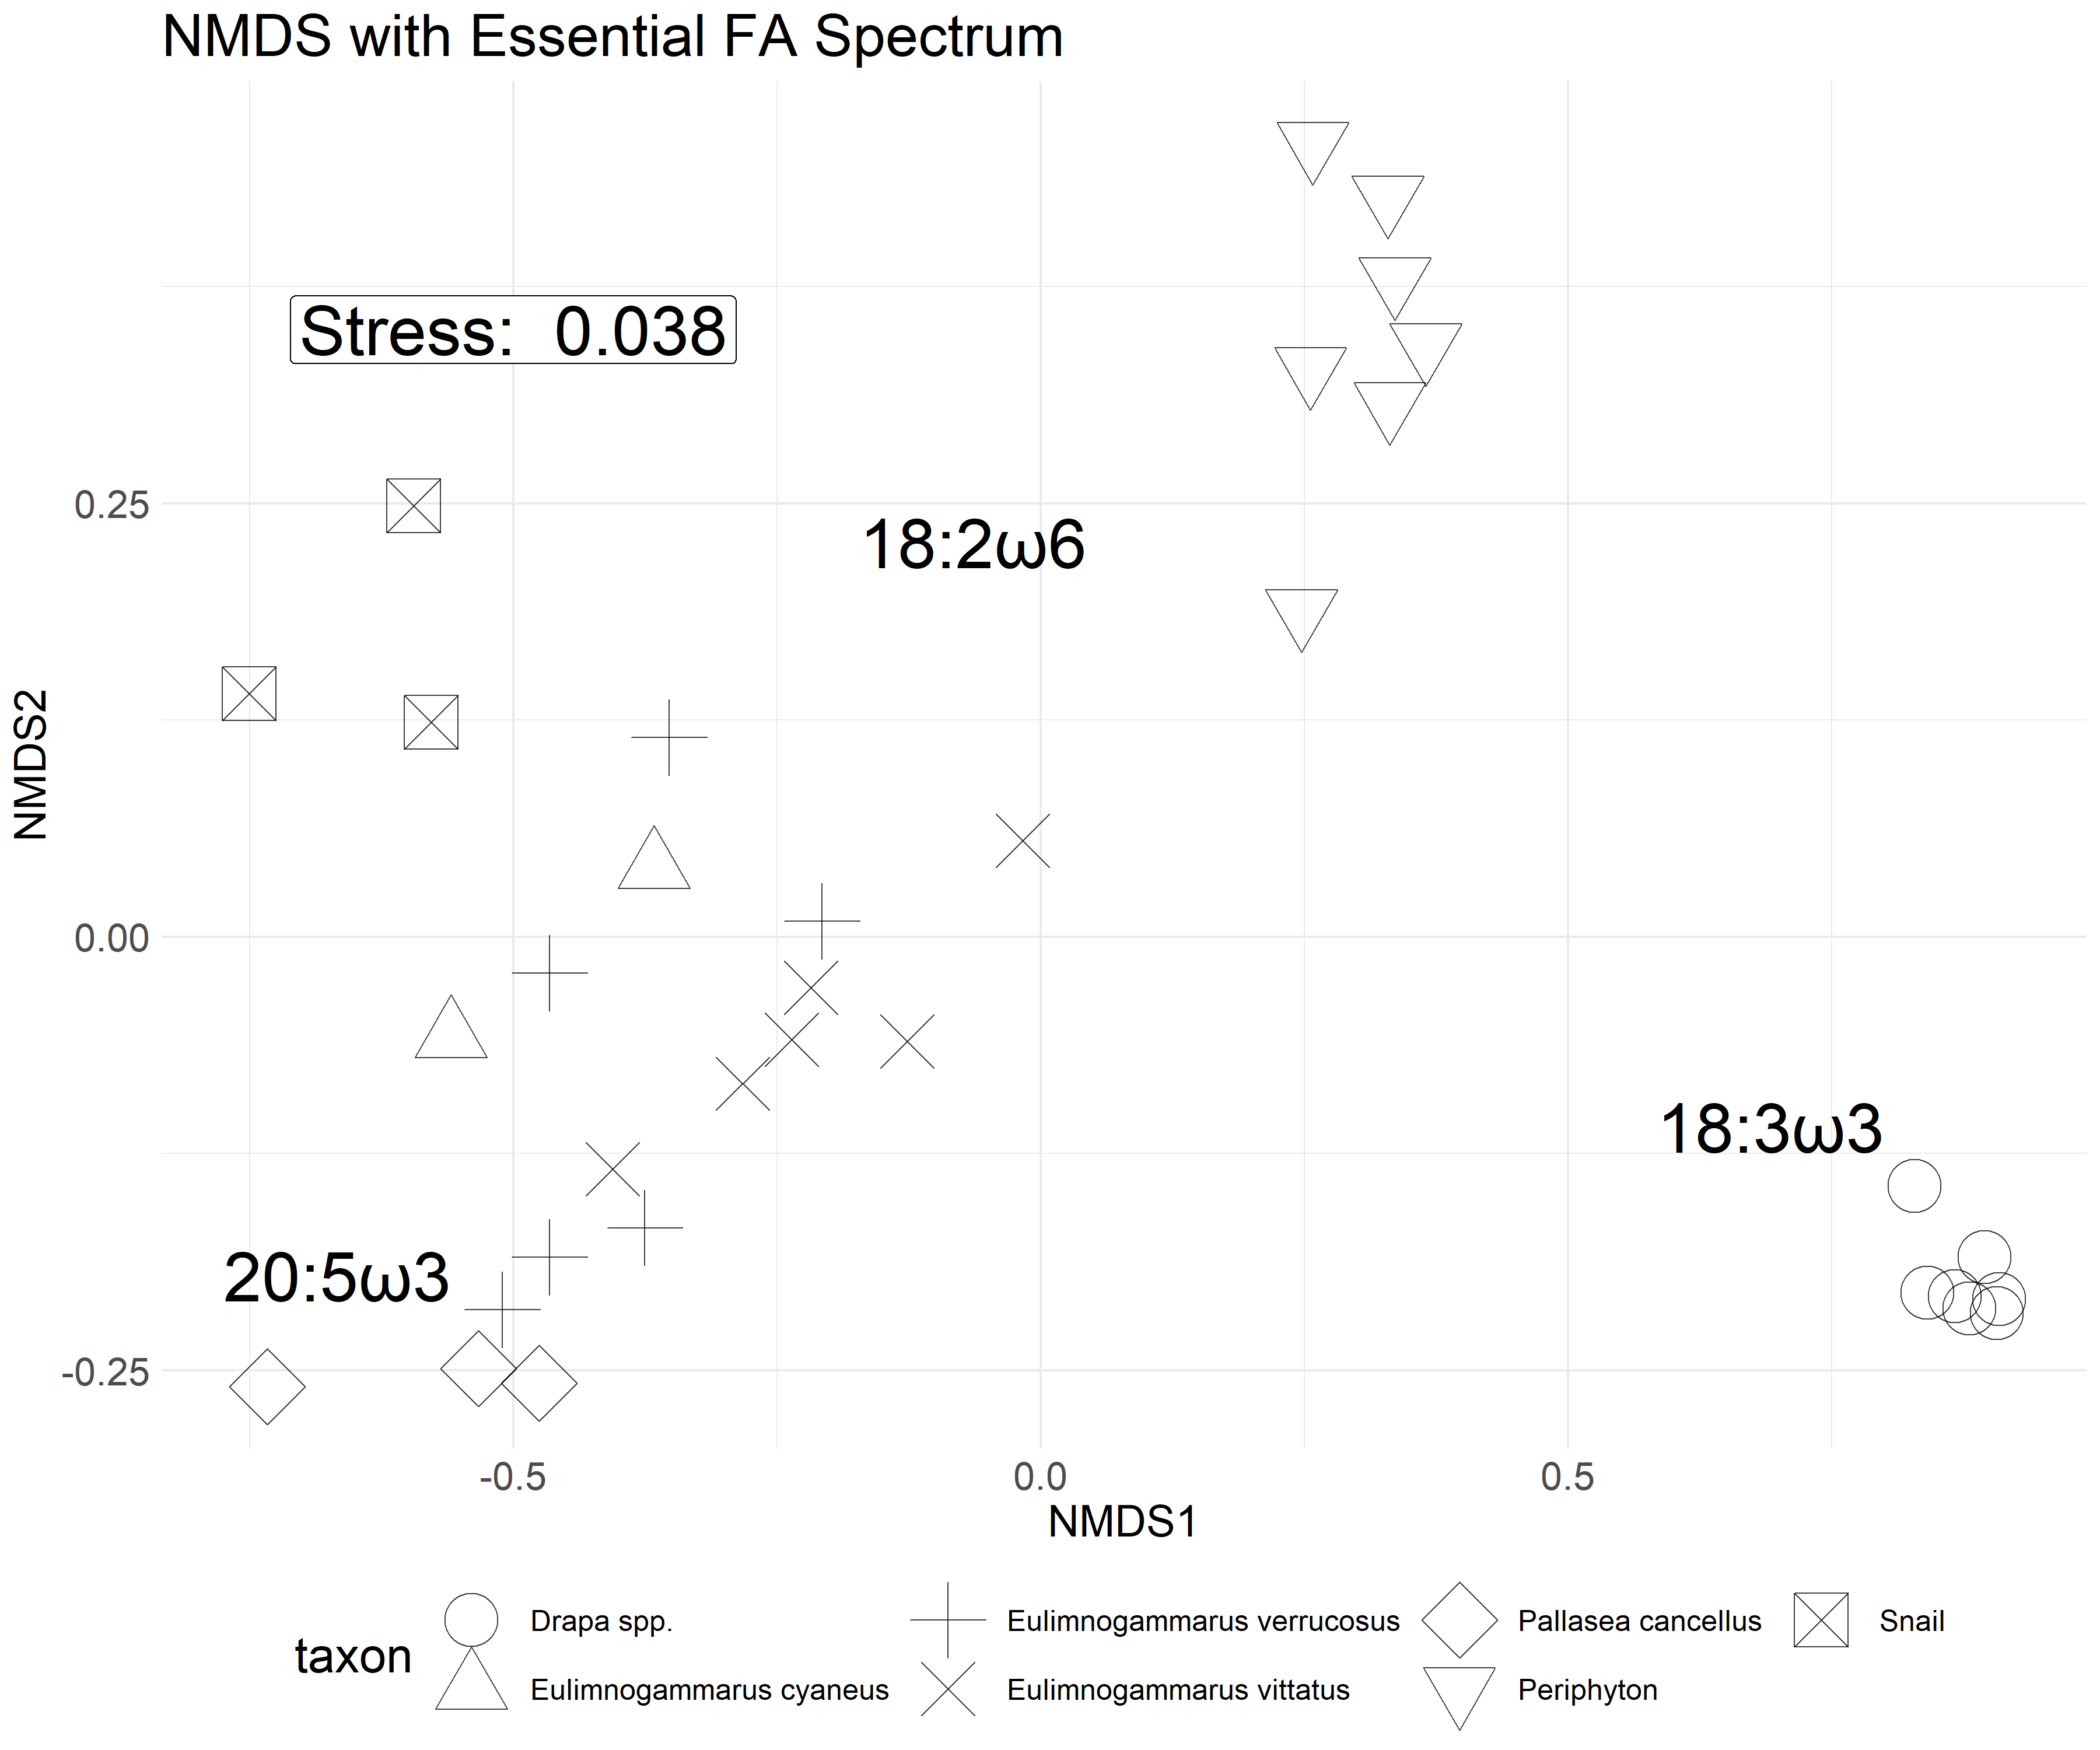 NMDS with Essential FA Spectrum
Stress:  0.038
0.25
18:2ω6
NMDS2
0.00
18:3ω3
20:5ω3
-0.25
-0.5 0.0 0.5
NMDS1
taxon
Drapa spp. Eulimnogammarus verrucosus Pallasea cancellus Snail
Eulimnogammarus cyaneus Eulimnogammarus vittatus Periphyton